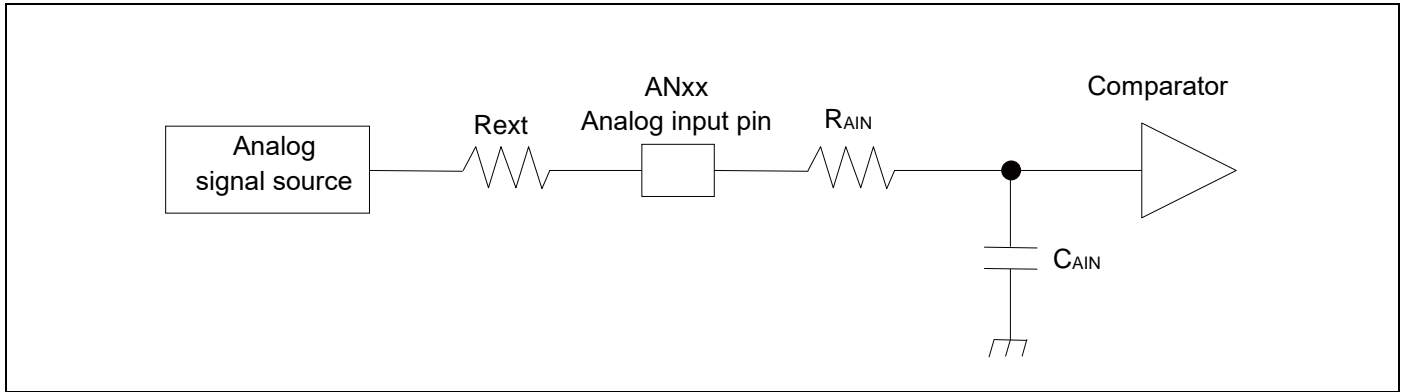 Analog
signal source
Rext
ANxx
Analog input pin
RAIN
Comparator
CAIN